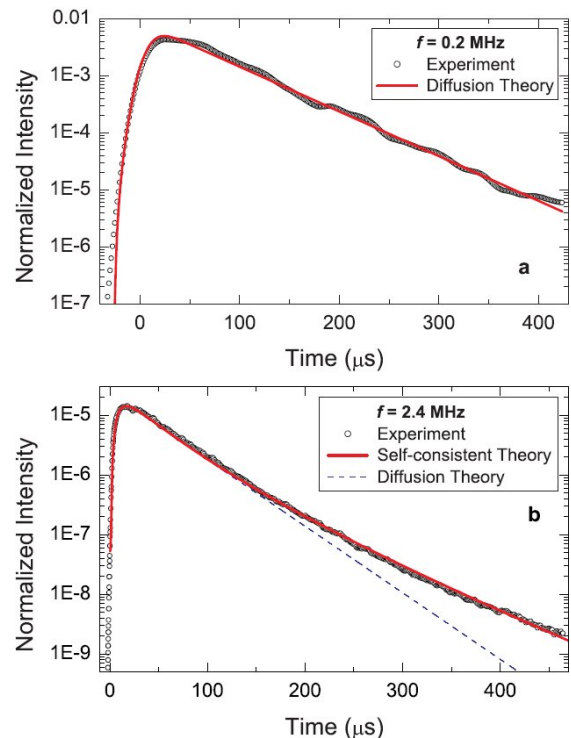 0.01
1E-3
1E-4
1E-5
1E-6
1E-7
Normalized Intensity
f = 0.2 MHz
Experiment
Diffusion Theory
a
0 100 200 300 400
Time (μs)
1E-5
1E-6
1E-7
1E-8
1E-9
Normalized Intensity
f = 2.4 MHz
Experiment
Self-consistent Theory
Diffusion Theory
b
0 100 200 300 400
Time (μs)